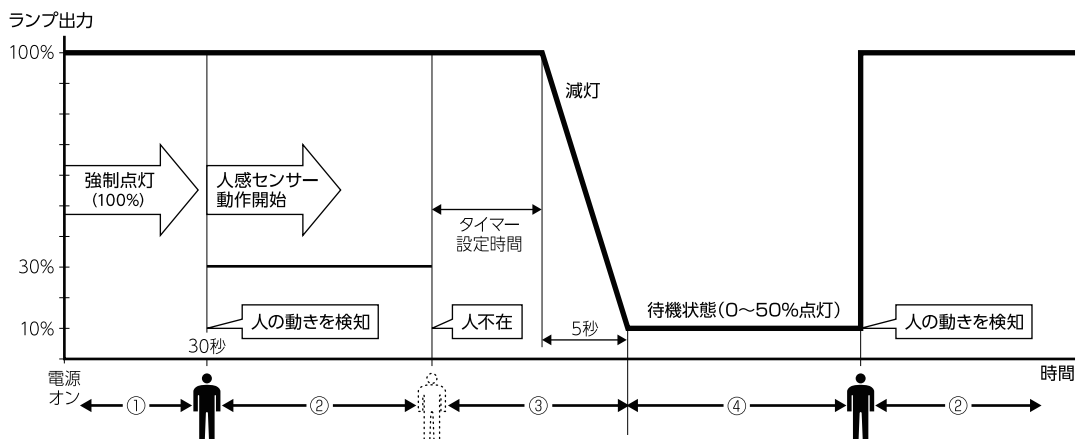 ランプ出力
100%
減灯
強制点灯
(100%)
人感センサー
動作開始
タイマー
設定時間
30%
待機状態(0～50%点灯)
10%
人の動きを検知
人不在
5秒
人の動きを検知
30秒
時間
電源
オン
①
②
③
④
②